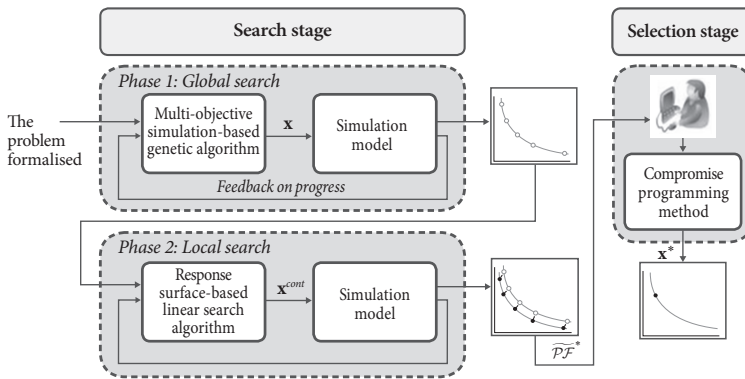 Search stage
Selection stage
Phase 1: Global search
The
problem
formalised
Multi-objective
simulation-based
genetic algorithm
x
Simulation
model
Feedback on progress
Phase 2: Local search
Response
surface-based
linear search
algorithm
x^cont
Simulation
model
\widetilde{PF}^*
Compromise
programming
method
x*